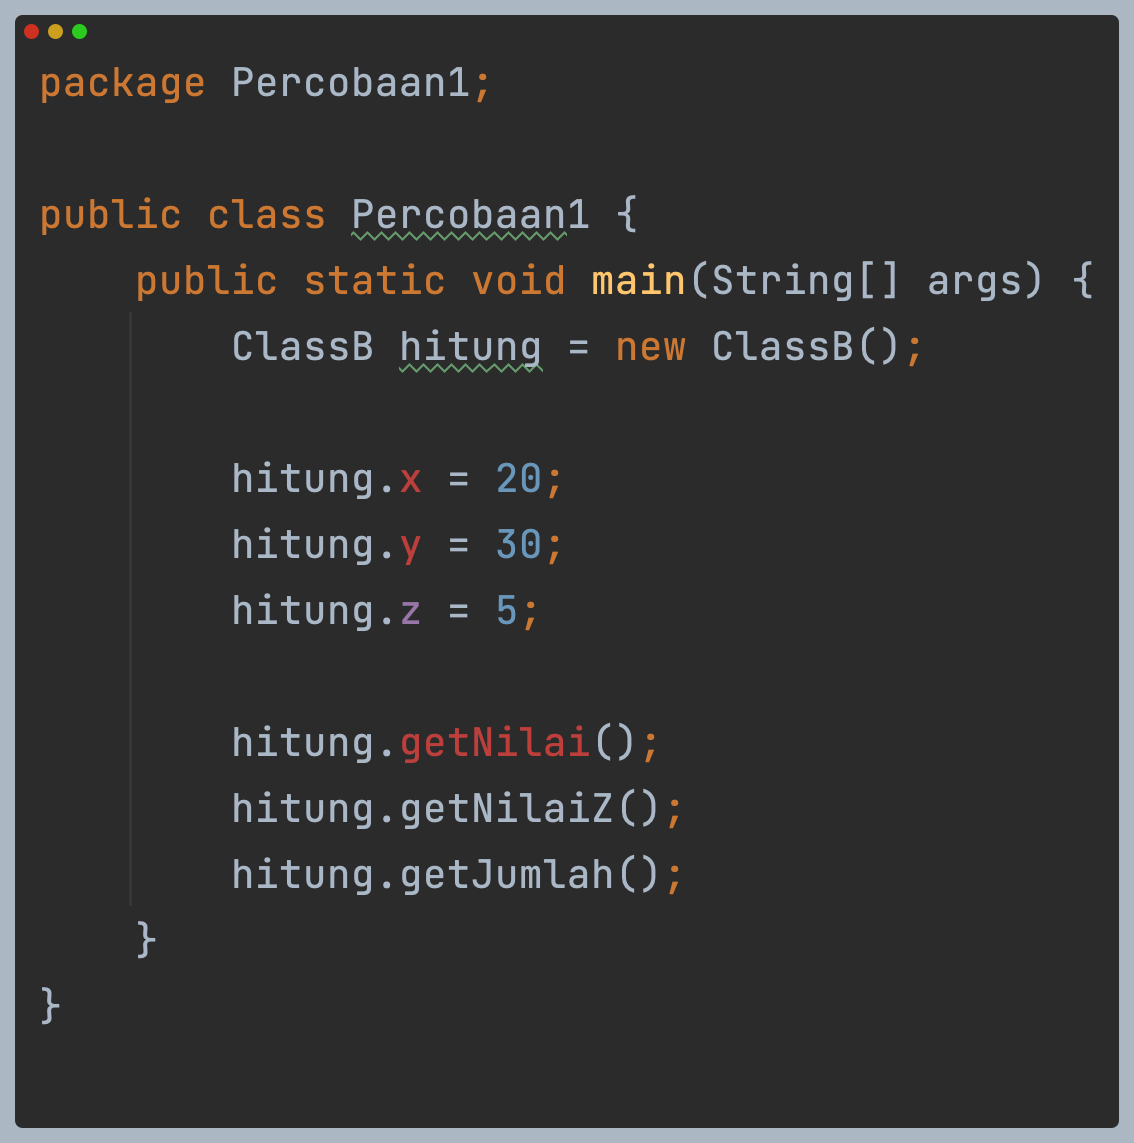 package Percobaan1;
public class Percobaan1 {
    public static void main(String[] args) {
        ClassB hitung = new ClassB();
        hitung.x = 20;
        hitung.y = 30;
        hitung.z = 5;
        hitung.getNilai();
        hitung.getNilaiZ();
        hitung.getJumlah();
    }
}